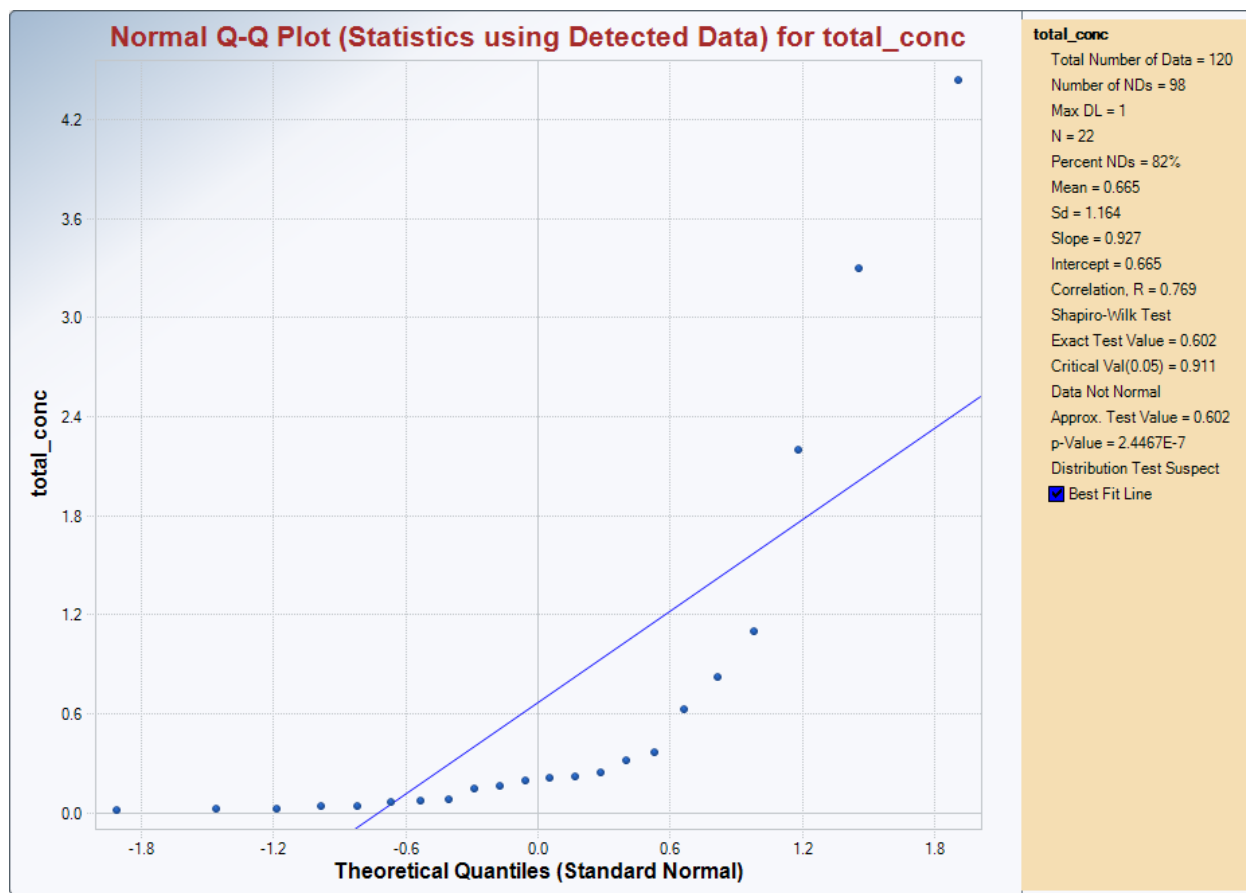 Normal Q-Q Plot (Statistics using Detected Data) for total_conc
total_conc
4.2
3.6
3.0
2.4
1.8
1.2
0.6
0.0
-1.8 -1.2 -0.6 0.0 0.6 1.2 1.8
Theoretical Quantiles (Standard Normal)
total_conc
Total Number of Data = 120
Number of NDs = 98
Max DL = 1
N = 22
Percent NDs = 82%
Mean = 0.665
Sd = 1.164
Slope = 0.927
Intercept = 0.665
Correlation, R = 0.769
Shapiro-Wilk Test
Exact Test Value = 0.602
Critical Val(0.05) = 0.911
Data Not Normal
Approx. Test Value = 0.602
p-Value = 2.4467E-7
Distribution Test Suspect
Best Fit Line